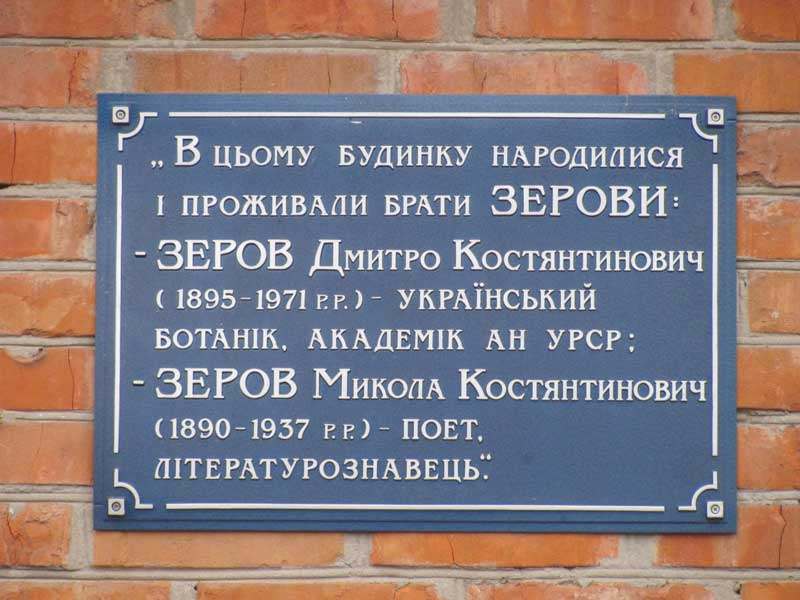 „В цьому будинку народилися
і проживали брати ЗЕРОВИ:
- ЗЕРОВ Дмитро Костянтинович
(1895-1971 р.р.) - український
ботанік, академік АН УРСР;
- ЗЕРОВ Микола Костянтинович
(1890-1937 р.р.) - поет,
літературознавець“.